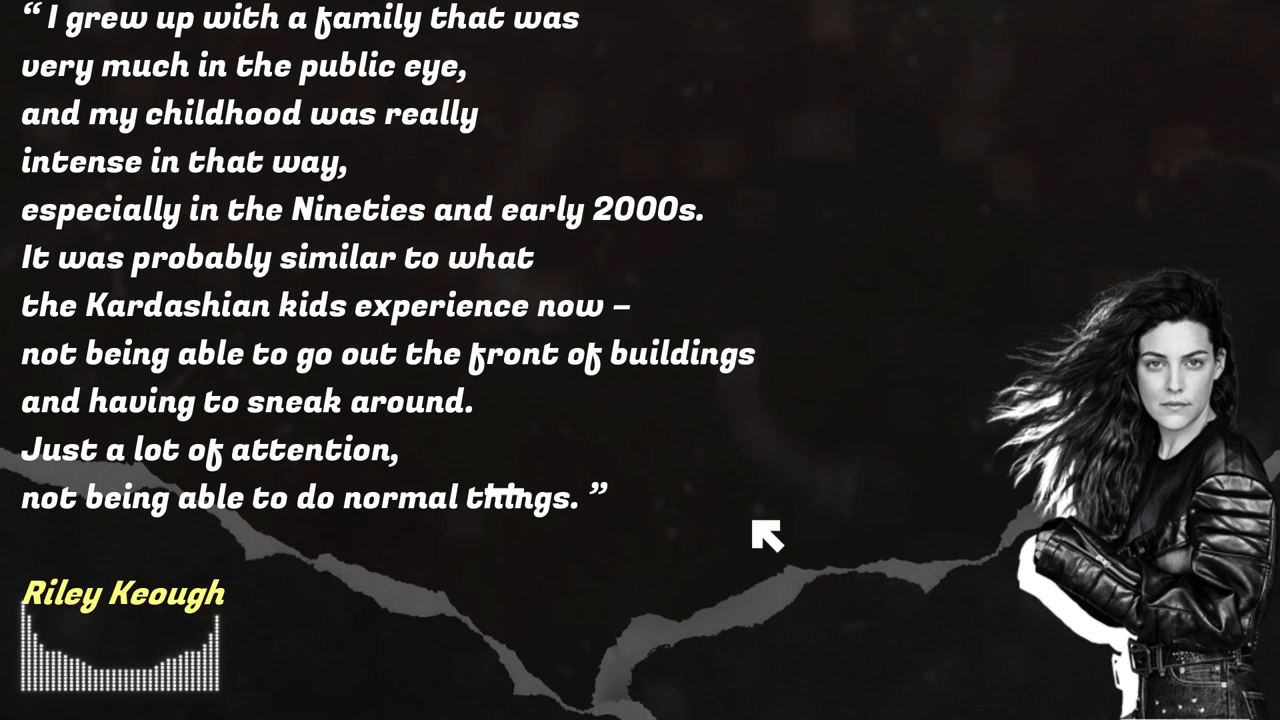 “ I grew up with a family that was
very much in the public eye,
and my childhood was really
intense in that way,
especially in the Nineties and early 2000s.
It was probably similar to what
the Kardashian kids experience now –
not being able to go out the front of buildings
and having to sneak around.
Just a lot of attention,
not being able to do normal things. ”
Riley Keough